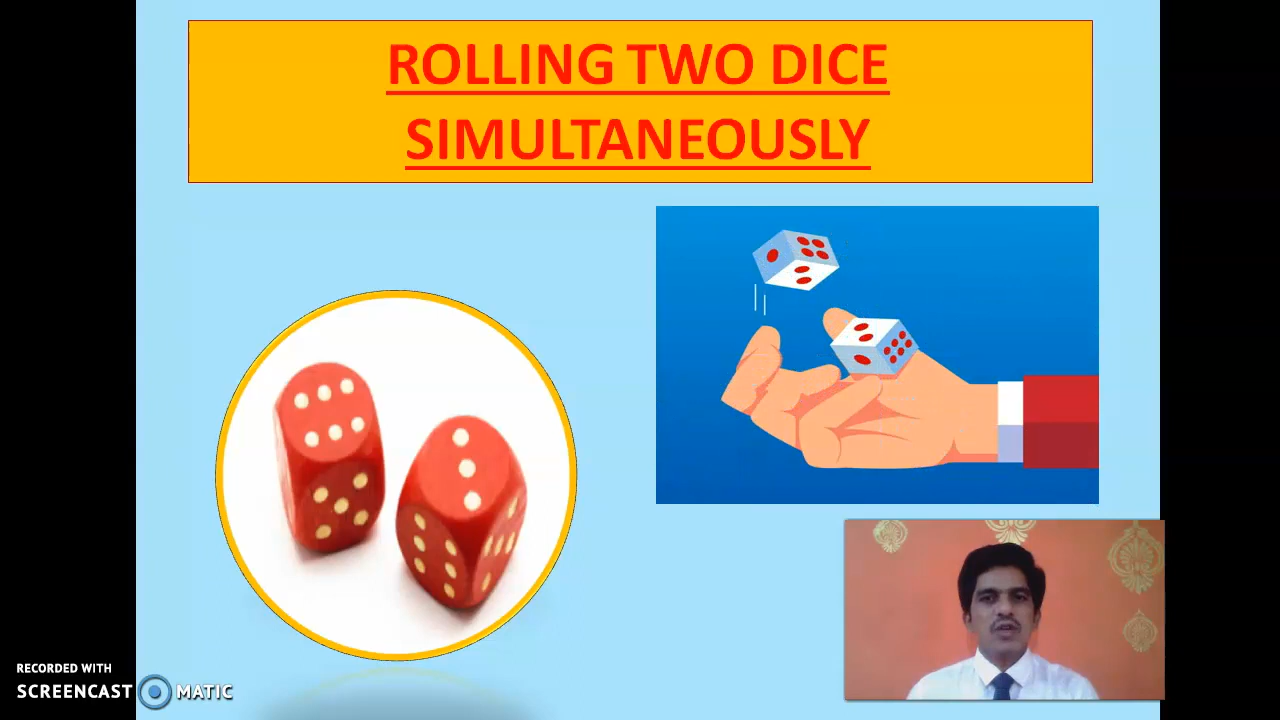 ROLLING TWO DICE
SIMULTANEOUSLY
RECORDED WITH
SCREENCAST MATIC